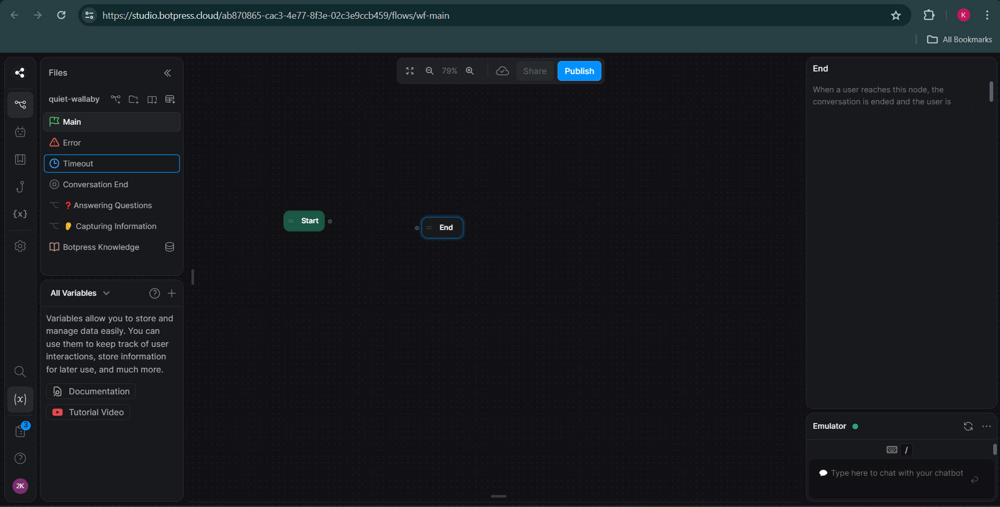 https://studio.botpress.cloud/ab870865-cac3-4e77-8f3e-02c3e9ccb459/flows/wf-main
K
All Bookmarks
Files
quiet-wallaby
Main
Error
Timeout
Conversation End
❓Answering Questions
👂 Capturing Information
Botpress Knowledge
79%
Share
Publish
Start
End
End
When a user reaches this node, the
conversation is ended and the user is
{x}
All Variables
Variables allow you to store and
manage data easily. You can
use them to keep track of user
interactions, store information
for later use, and much more.
Documentation
Tutorial Video
(x)
3
2K
Emulator
/
Type here to chat with your chatbot